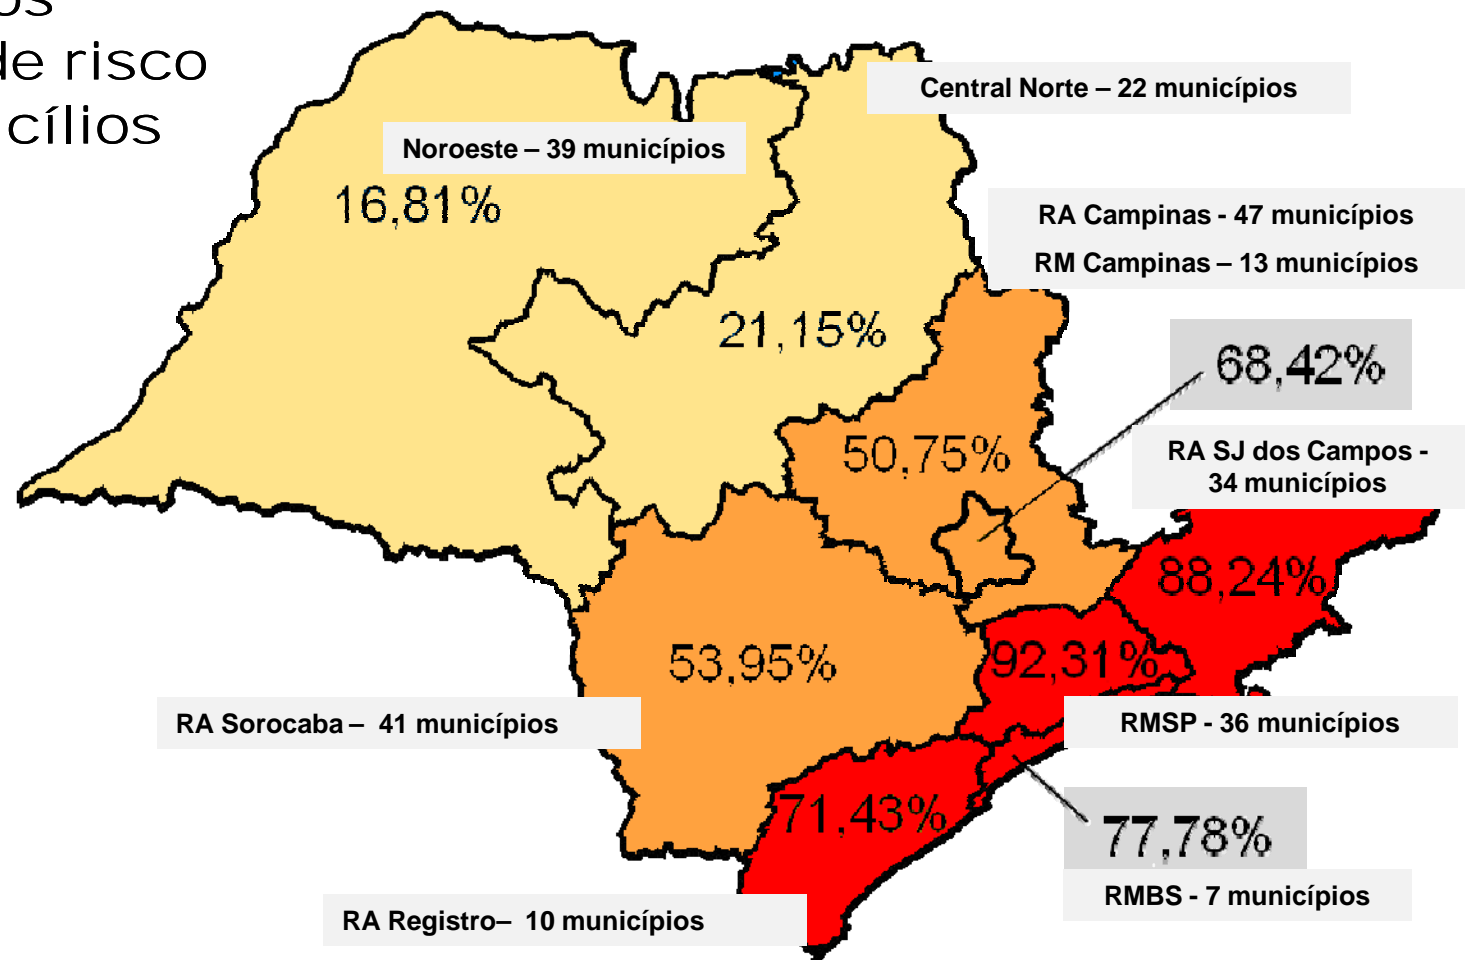 de risco
cílios
Central Norte – 22 municípios
Noroeste – 39 municípios
16,81%
RA Campinas - 47 municípios
RM Campinas – 13 municípios
21,15%
68,42%
50,75%
RA SJ dos Campos -
34 municípios
88,24%
53,95%
92,31%
RA Sorocaba – 41 municípios
RMSP - 36 municípios
71,43%
77,78%
RMBS - 7 municípios
RA Registro– 10 municípios